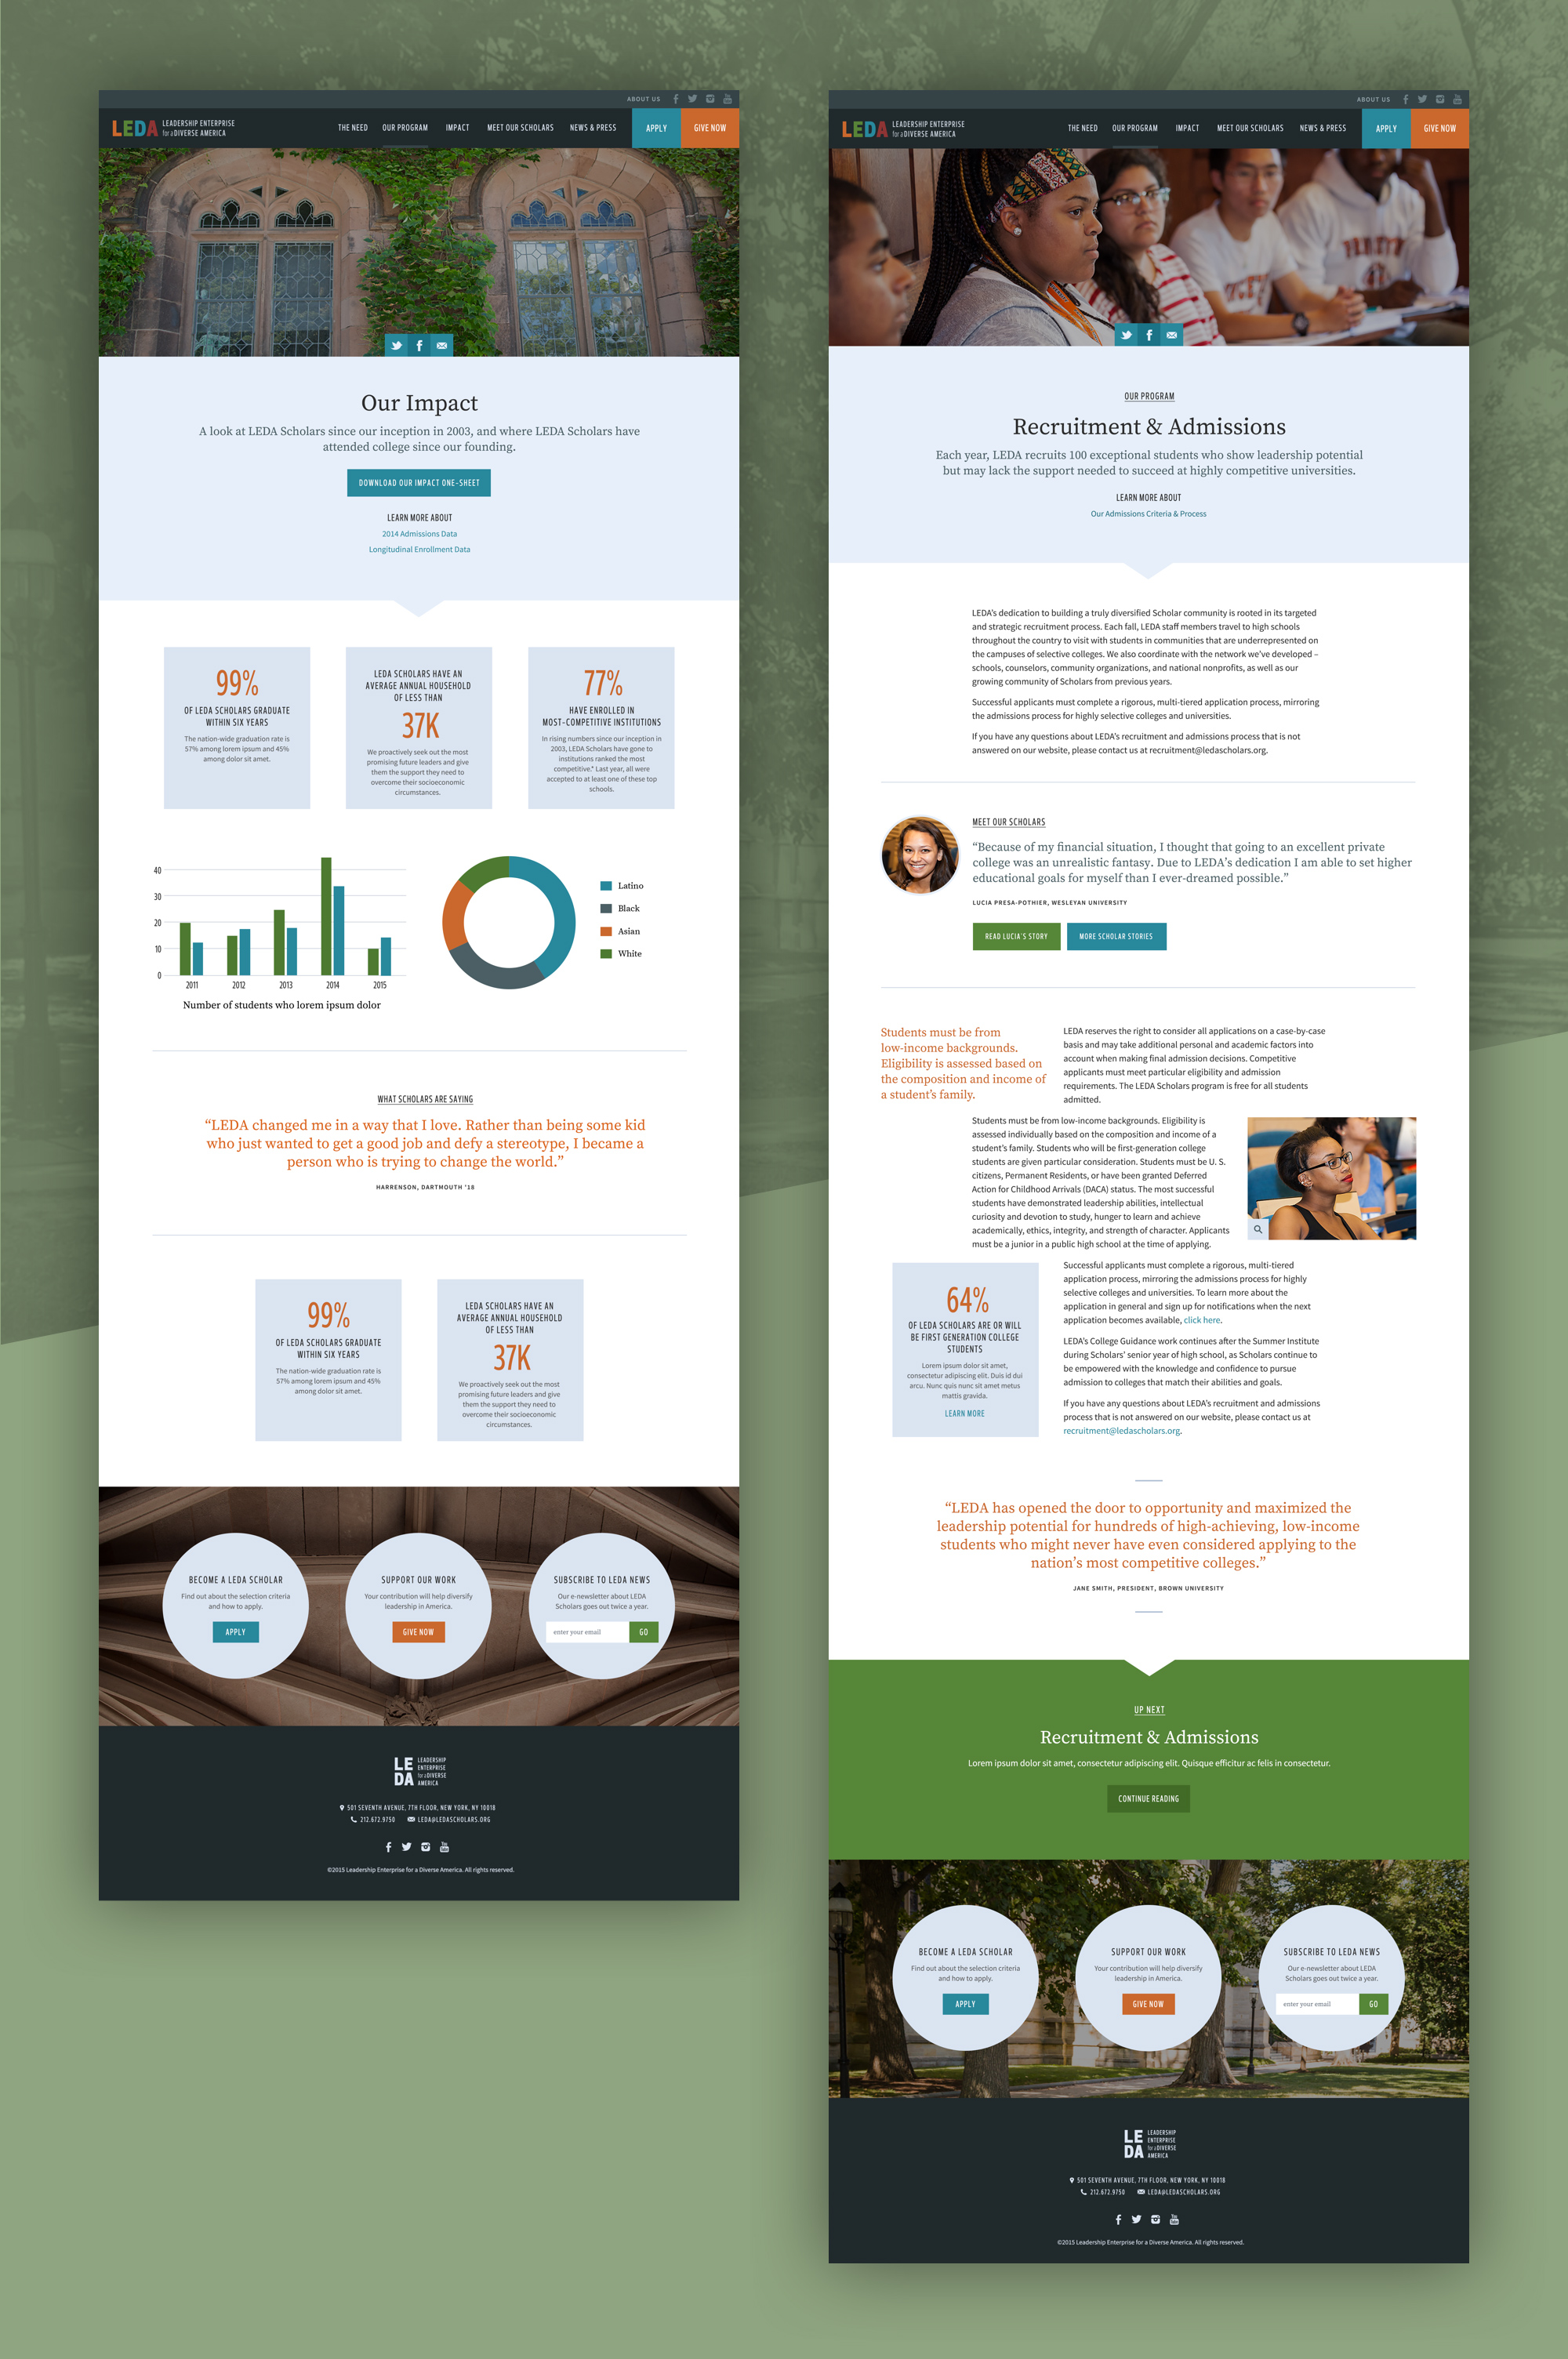 ABOUT US
LEDA LEADERSHIP ENTERPRISE
for a DIVERSE AMERICA
THE NEED OUR PROGRAM IMPACT MEET OUR SCHOLARS NEWS & PRESS APPLY GIVE NOW
Our Impact
A look at LEDA Scholars since our inception in 2003, and where LEDA Scholars have
attended college since our founding.
DOWNLOAD OUR IMPACT ONE-SHEET
LEARN MORE ABOUT
2014 Admissions Data
Longitudinal Enrollment Data
99%
OF LEDA SCHOLARS GRADUATE
WITHIN SIX YEARS
The nation-wide graduation rate is
57% among lorem ipsum and 45%
among dolor sit amet.
LEDA SCHOLARS HAVE AN
AVERAGE ANNUAL HOUSEHOLD
OF LESS THAN
37K
We proactively seek out the most
promising future leaders and give
them the support they need to
overcome their socioeconomic
circumstances.
77%
HAVE ENROLLED IN
MOST-COMPETITIVE INSTITUTIONS
In rising numbers since our inception in
2003, LEDA Scholars have gone to
institutions ranked the most
competitive.* Last year, all were
accepted to at least one of these top
schools.
40
30
20
10
0
2011 2012 2013 2014 2015
Number of students who lorem ipsum dolor
Latino
Black
Asian
White
WHAT SCHOLARS ARE SAYING
“LEDA changed me in a way that I love. Rather than being some kid
who just wanted to get a good job and defy a stereotype, I became a
person who is trying to change the world.”
HARRENSON, DARTMOUTH '18
99%
OF LEDA SCHOLARS GRADUATE
WITHIN SIX YEARS
The nation-wide graduation rate is
57% among lorem ipsum and 45%
among dolor sit amet.
LEDA SCHOLARS HAVE AN
AVERAGE ANNUAL HOUSEHOLD
OF LESS THAN
37K
We proactively seek out the most
promising future leaders and give
them the support they need to
overcome their socioeconomic
circumstances.
BECOME A LEDA SCHOLAR
Find out about the selection criteria
and how to apply.
APPLY
SUPPORT OUR WORK
Your contribution will help diversify
leadership in America.
GIVE NOW
SUBSCRIBE TO LEDA NEWS
Our e-newsletter about LEDA
Scholars goes out twice a year.
enter your email GO
LE
DA
LEADERSHIP
ENTERPRISE
for a DIVERSE
AMERICA
501 SEVENTH AVENUE, 7TH FLOOR, NEW YORK, NY 10018
212.672.9750 LEDA@LEDASCHOLARS.ORG
©2015 Leadership Enterprise for a Diverse America. All rights reserved.
ABOUT US
LEDA LEADERSHIP ENTERPRISE
for a DIVERSE AMERICA
THE NEED OUR PROGRAM IMPACT MEET OUR SCHOLARS NEWS & PRESS APPLY GIVE NOW
OUR PROGRAM
Recruitment & Admissions
Each year, LEDA recruits 100 exceptional students who show leadership potential
but may lack the support needed to succeed at highly competitive universities.
LEARN MORE ABOUT
Our Admissions Criteria & Process
LEDA's dedication to building a truly diversified Scholar community is rooted in its targeted
and strategic recruitment process. Each fall, LEDA staff members travel to high schools
throughout the country to visit with students in communities that are underrepresented on
the campuses of selective colleges. We also coordinate with the network we've developed –
schools, counselors, community organizations, and national nonprofits, as well as our
growing community of Scholars from previous years.
Successful applicants must complete a rigorous, multi-tiered application process, mirroring
the admissions process for highly selective colleges and universities.
If you have any questions about LEDA's recruitment and admissions process that is not
answered on our website, please contact us at recruitment@ledascholars.org.
MEET OUR SCHOLARS
“Because of my financial situation, I thought that going to an excellent private
college was an unrealistic fantasy. Due to LEDA's dedication I am able to set higher
educational goals for myself than I ever-dreamed possible.”
LUCIA PRESA-POTHIER, WESLEYAN UNIVERSITY
READ LUCIA'S STORY MORE SCHOLAR STORIES
Students must be from
low-income backgrounds.
Eligibility is assessed based on
the composition and income of
a student's family.
LEDA reserves the right to consider all applications on a case-by-case
basis and may take additional personal and academic factors into
account when making final admission decisions. Competitive
applicants must meet particular eligibility and admission
requirements. The LEDA Scholars program is free for all students
admitted.
Students must be from low-income backgrounds. Eligibility is
assessed individually based on the composition and income of a
student's family. Students who will be first-generation college
students are given particular consideration. Students must be U. S.
citizens, Permanent Residents, or have been granted Deferred
Action for Childhood Arrivals (DACA) status. The most successful
students have demonstrated leadership abilities, intellectual
curiosity and devotion to study, hunger to learn and achieve
academically, ethics, integrity, and strength of character. Applicants
must be a junior in a public high school at the time of applying.
64%
OF LEDA SCHOLARS ARE OR WILL
BE FIRST GENERATION COLLEGE
STUDENTS
Lorem ipsum dolor sit amet,
consectetur adipiscing elit. Duis id dui
arcu. Nunc quis nunc sit amet metus
mattis gravida.
LEARN MORE
Successful applicants must complete a rigorous, multi-tiered
application process, mirroring the admissions process for highly
selective colleges and universities. To learn more about the
application in general and sign up for notifications when the next
application becomes available, click here.
LEDA's College Guidance work continues after the Summer Institute
during Scholars' senior year of high school, as Scholars continue to
be empowered with the knowledge and confidence to pursue
admission to colleges that match their abilities and goals.
If you have any questions about LEDA's recruitment and admissions
process that is not answered on our website, please contact us at
recruitment@ledascholars.org.
“LEDA has opened the door to opportunity and maximized the
leadership potential for hundreds of high-achieving, low-income
students who might never have even considered applying to the
nation's most competitive colleges.”
JANE SMITH, PRESIDENT, BROWN UNIVERSITY
UP NEXT
Recruitment & Admissions
Lorem ipsum dolor sit amet, consectetur adipiscing elit. Quisque efficitur ac felis in consectetur.
CONTINUE READING
BECOME A LEDA SCHOLAR
Find out about the selection criteria
and how to apply.
APPLY
SUPPORT OUR WORK
Your contribution will help diversify
leadership in America.
GIVE NOW
SUBSCRIBE TO LEDA NEWS
Our e-newsletter about LEDA
Scholars goes out twice a year.
enter your email GO
LE
DA
LEADERSHIP
ENTERPRISE
for a DIVERSE
AMERICA
501 SEVENTH AVENUE, 7TH FLOOR, NEW YORK, NY 10018
212.672.9750 LEDA@LEDASCHOLARS.ORG
©2015 Leadership Enterprise for a Diverse America. All rights reserved.